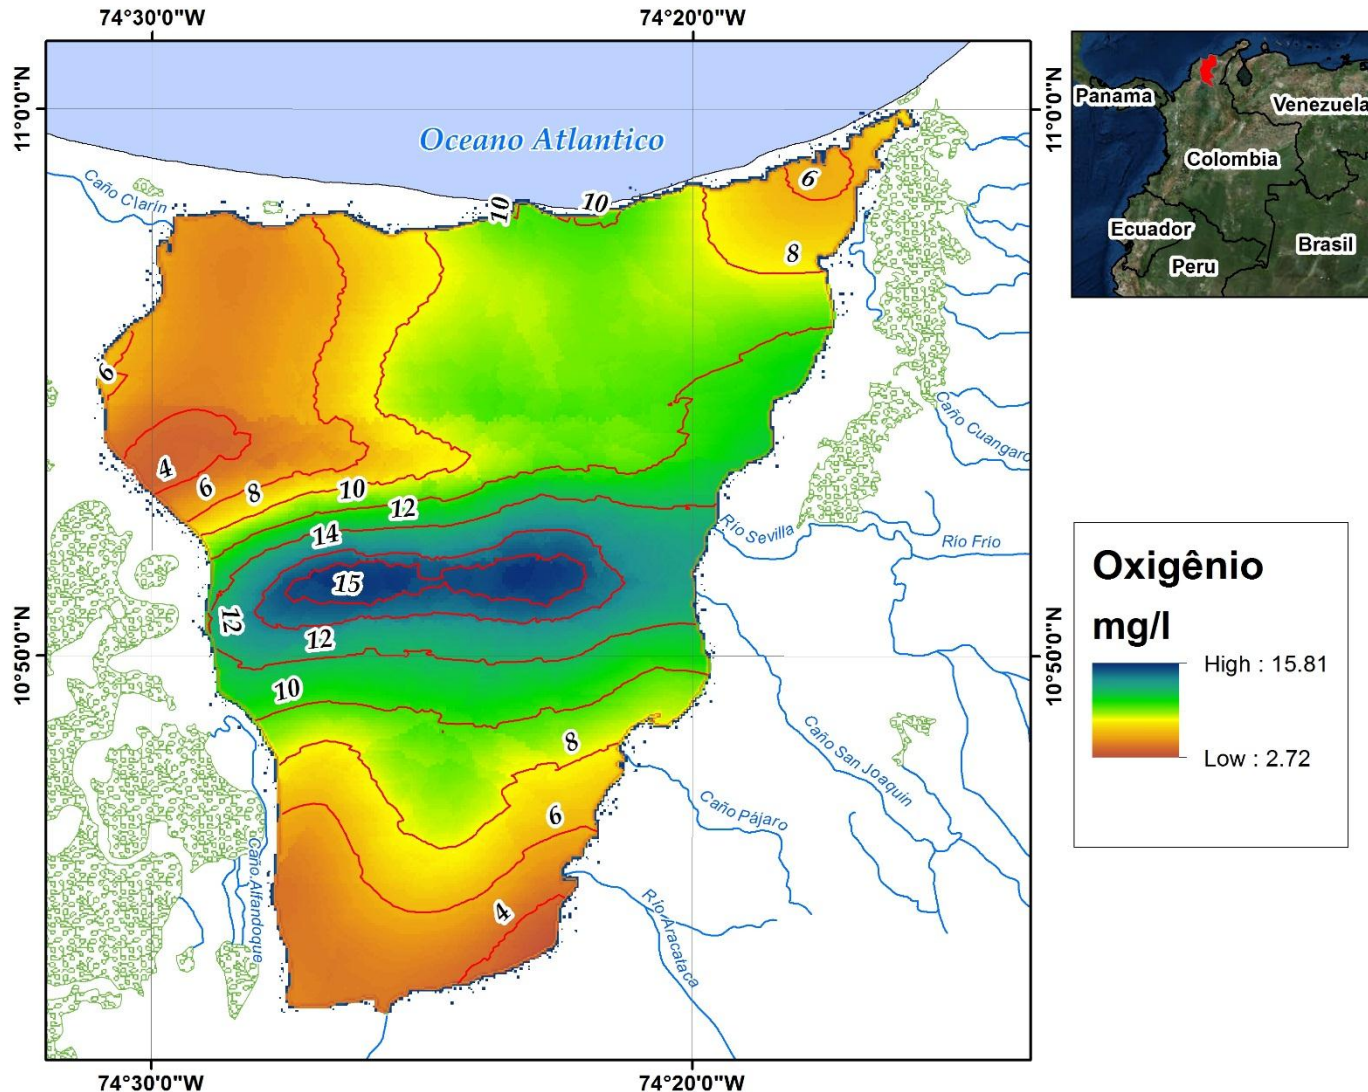 74°30'0"W
74°20'0"W
11°0'0"N
11°0'0"N
Oceano Atlantico
Panama
Venezuela
Colombia
Ecuador
Peru
Brasil
Caño Clarín
10
10
6
8
6
4
6
8
10
12
14
15
12
12
10
8
6
4
Caño Cuangaro
Río Sevilla
Río Frío
10°50'0"N
10°50'0"N
Caño San Joaquín
Caño Pájaro
Caño Alfandoque
Río Aracataca
Oxigênio
mg/l
High : 15.81
Low : 2.72
74°30'0"W
74°20'0"W